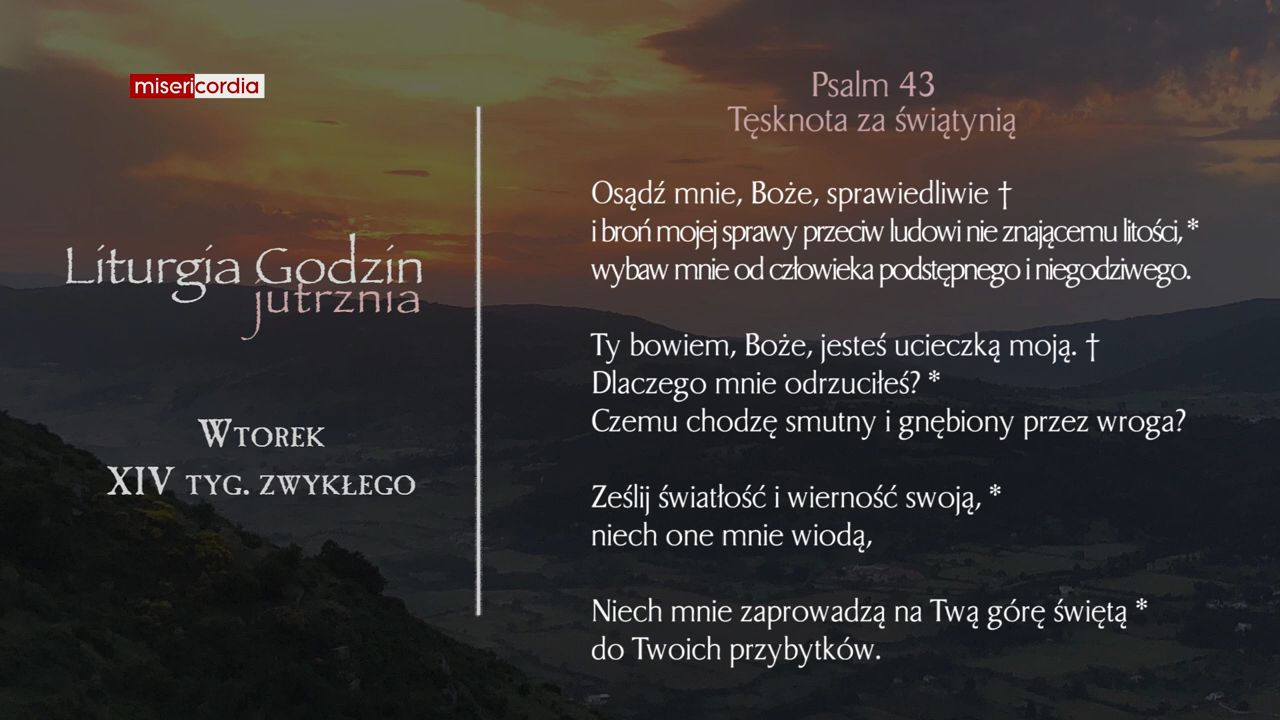 misericordia
Liturgia Godzin
jutrznia
Wtorek
XIV tyg. zwykłego
Psalm 43
Tęsknota za świątynią
Osądź mnie, Boże, sprawiedliwie †
i broń mojej sprawy przeciw ludowi nie znającemu litości, *
wybaw mnie od człowieka podstępnego i niegodziwego.
Ty bowiem, Boże, jesteś ucieczką moją. †
Dlaczego mnie odrzuciłeś? *
Czemu chodzę smutny i gnębiony przez wroga?
Ześlij światłość i wierność swoją, *
niech one mnie wiodą,
Niech mnie zaprowadzą na Twą górę świętą *
do Twoich przybytków.